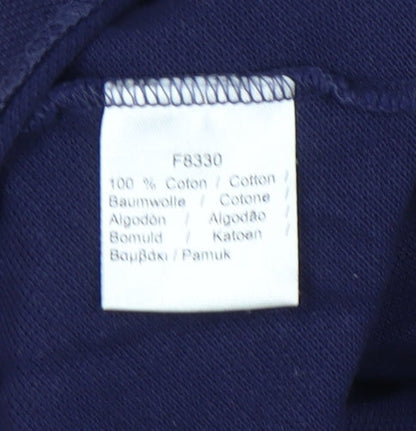 F8330
100 % Coton / Cotton /
Baumwolle / Cotone /
Algodón / Algodão /
Bomuld / Katoen /
Βαμβάκι / Pamuk